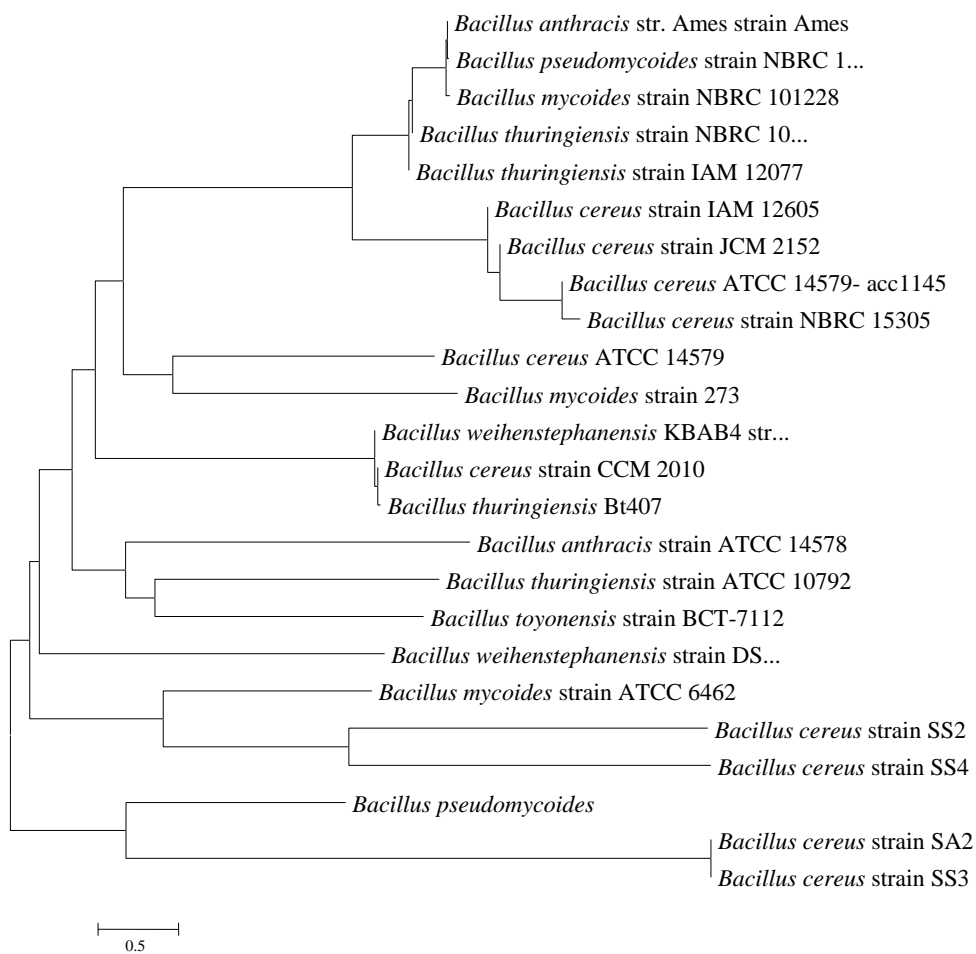 Bacillus anthracis str. Ames strain Ames
Bacillus pseudomycoides strain NBRC 1...
Bacillus mycoides strain NBRC 101228
Bacillus thuringiensis strain NBRC 10...
Bacillus thuringiensis strain IAM 12077
Bacillus cereus strain IAM 12605
Bacillus cereus strain JCM 2152
Bacillus cereus ATCC 14579- acc1145
Bacillus cereus strain NBRC 15305
Bacillus cereus ATCC 14579
Bacillus mycoides strain 273
Bacillus weihenstephanensis KBAB4 str...
Bacillus cereus strain CCM 2010
Bacillus thuringiensis Bt407
Bacillus anthracis strain ATCC 14578
Bacillus thuringiensis strain ATCC 10792
Bacillus toyonensis strain BCT-7112
Bacillus weihenstephanensis strain DS...
Bacillus mycoides strain ATCC 6462
Bacillus cereus strain SS2
Bacillus cereus strain SS4
Bacillus pseudomycoides
Bacillus cereus strain SA2
Bacillus cereus strain SS3
0.5